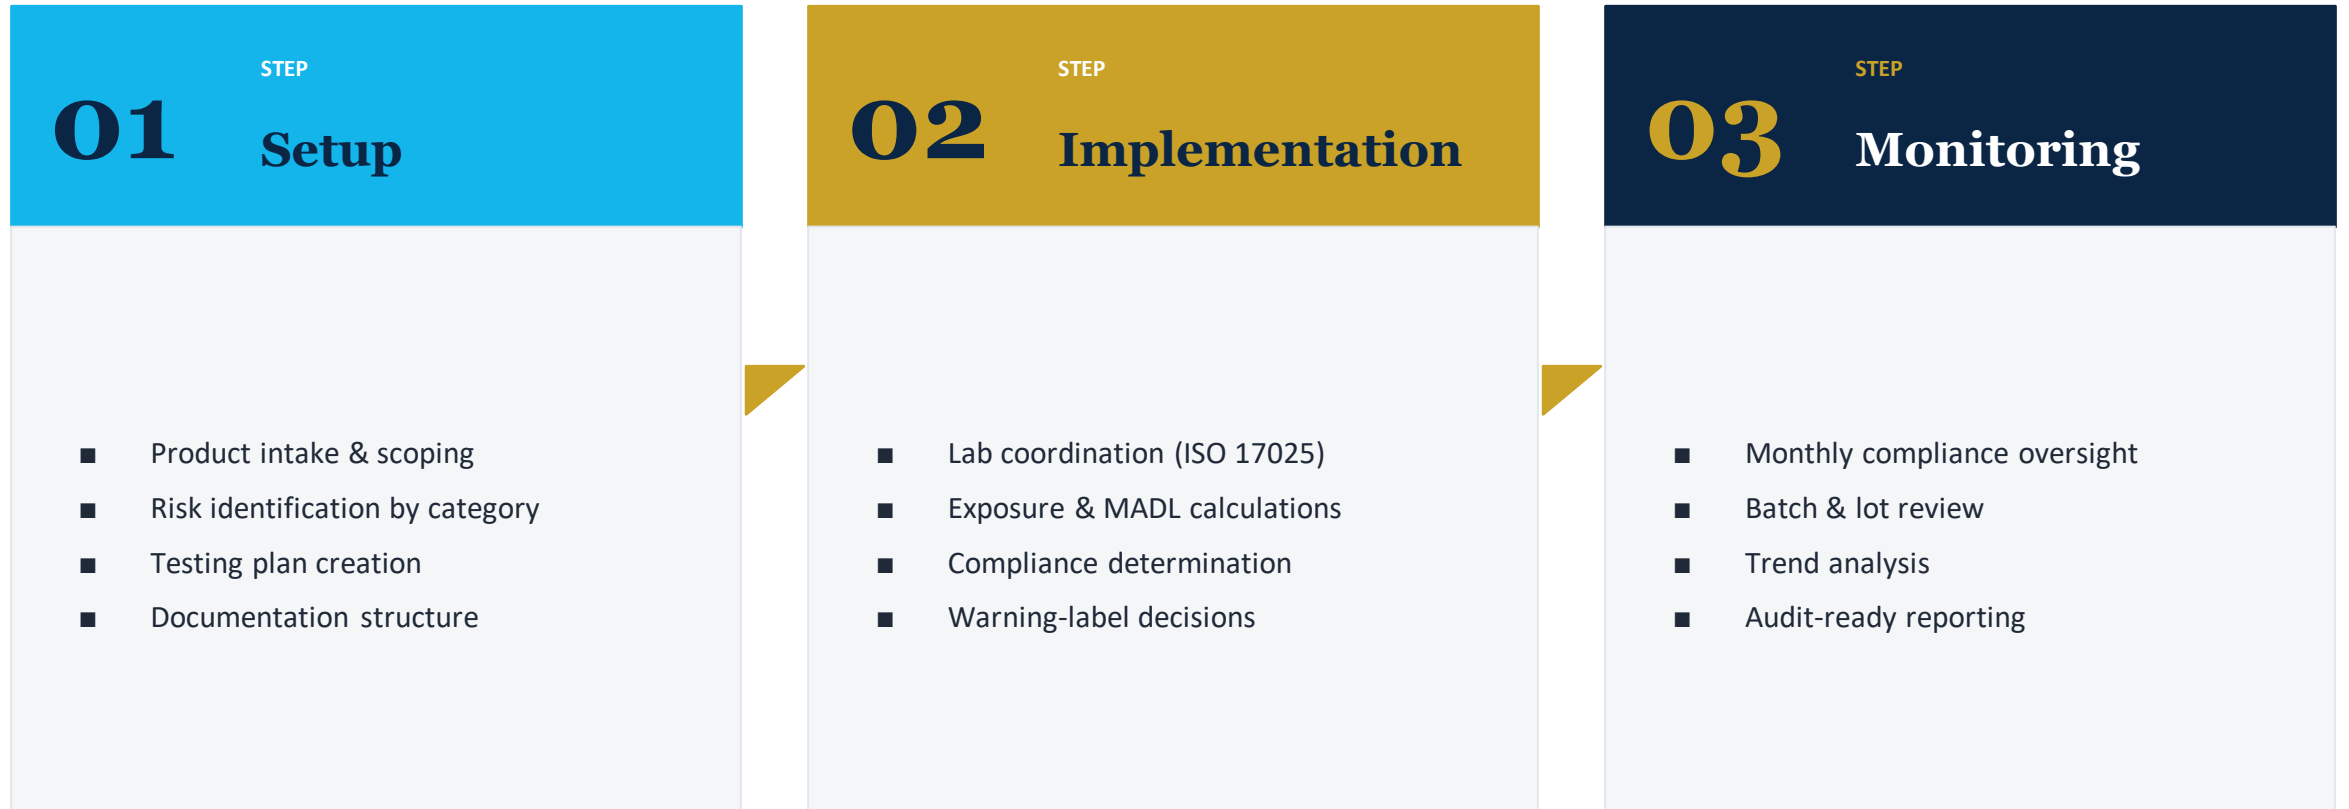 STEP
01 Setup
■ Product intake & scoping
■ Risk identification by category
■ Testing plan creation
■ Documentation structure
STEP
02 Implementation
■ Lab coordination (ISO 17025)
■ Exposure & MADL calculations
■ Compliance determination
■ Warning-label decisions
STEP
03 Monitoring
■ Monthly compliance oversight
■ Batch & lot review
■ Trend analysis
■ Audit-ready reporting